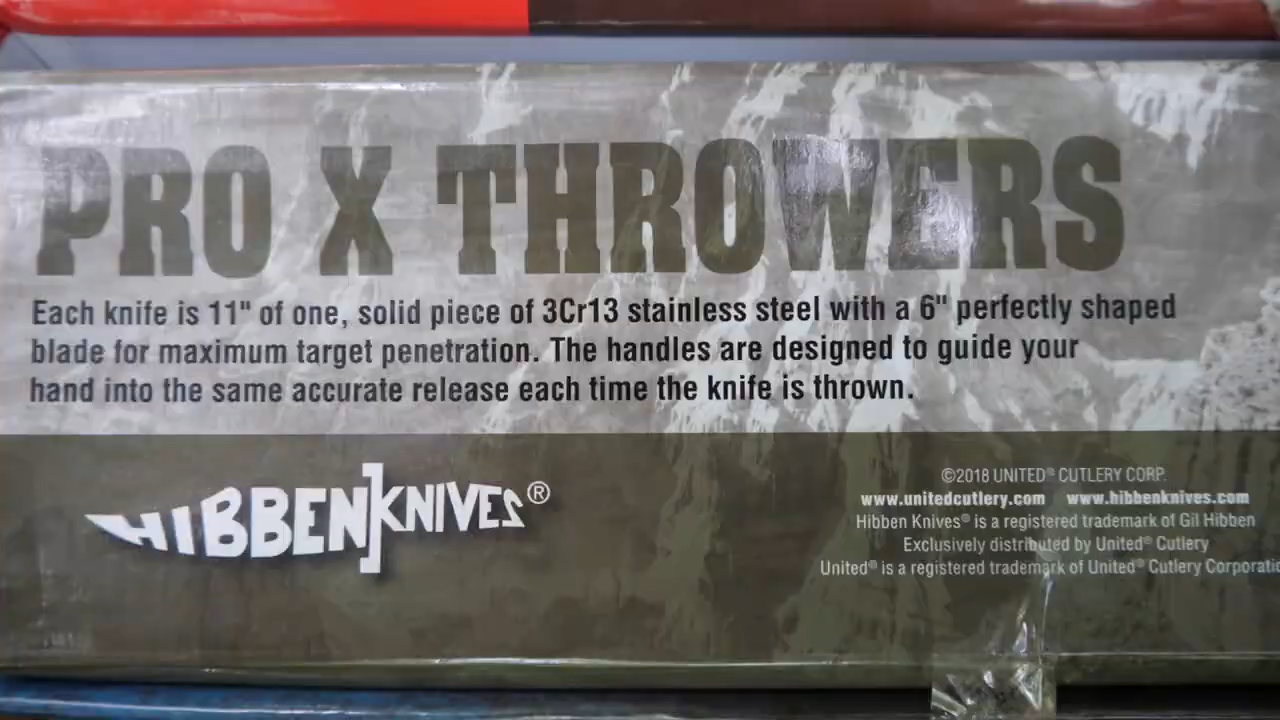 PRO X THROWERS
Each knife is 11" of one, solid piece of 3Cr13 stainless steel with a 6" perfectly shaped
blade for maximum target penetration. The handles are designed to guide your
hand into the same accurate release each time the knife is thrown.
HIBBEN KNIVES®
©2018 UNITED® CUTLERY CORP.
www.unitedcutlery.com www.hibbenknives.com
Hibben Knives® is a registered trademark of Gil Hibben
Exclusively distributed by United® Cutlery
United® is a registered trademark of United® Cutlery Corporatio